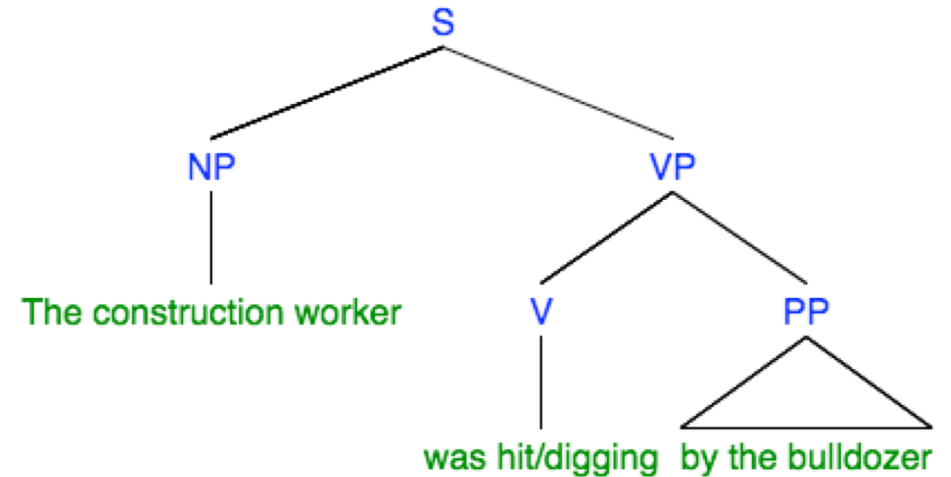 S
NP VP
The construction worker V PP
was hit/digging by the bulldozer